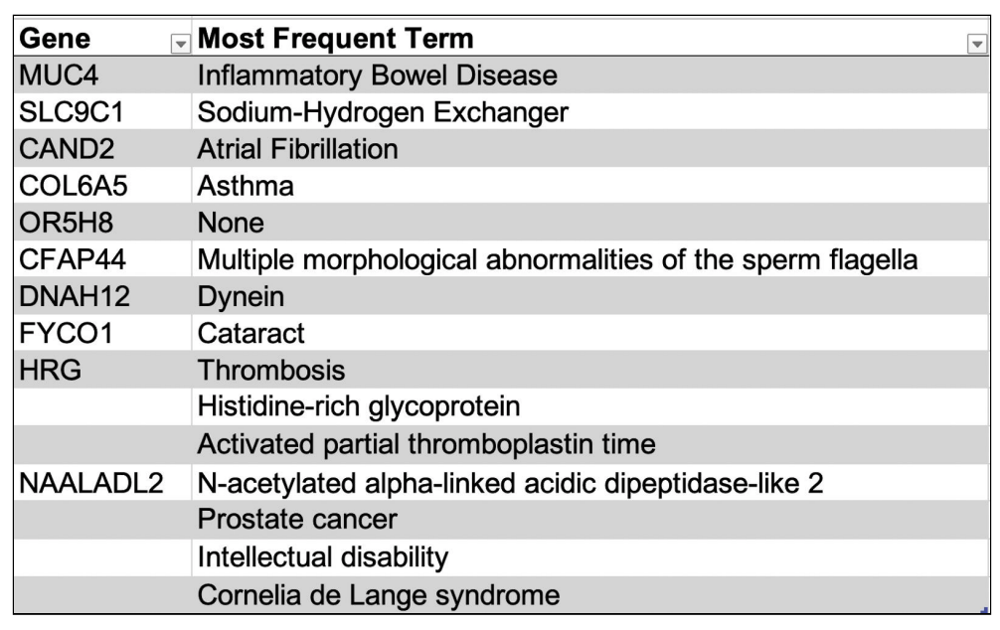 Gene Most Frequent Term
MUC4 Inflammatory Bowel Disease
SLC9C1 Sodium-Hydrogen Exchanger
CAND2 Atrial Fibrillation
COL6A5 Asthma
OR5H8 None
CFAP44 Multiple morphological abnormalities of the sperm flagella
DNAH12 Dynein
FYCO1 Cataract
HRG Thrombosis
Histidine-rich glycoprotein
Activated partial thromboplastin time
NAALADL2 N-acetylated alpha-linked acidic dipeptidase-like 2
Prostate cancer
Intellectual disability
Cornelia de Lange syndrome